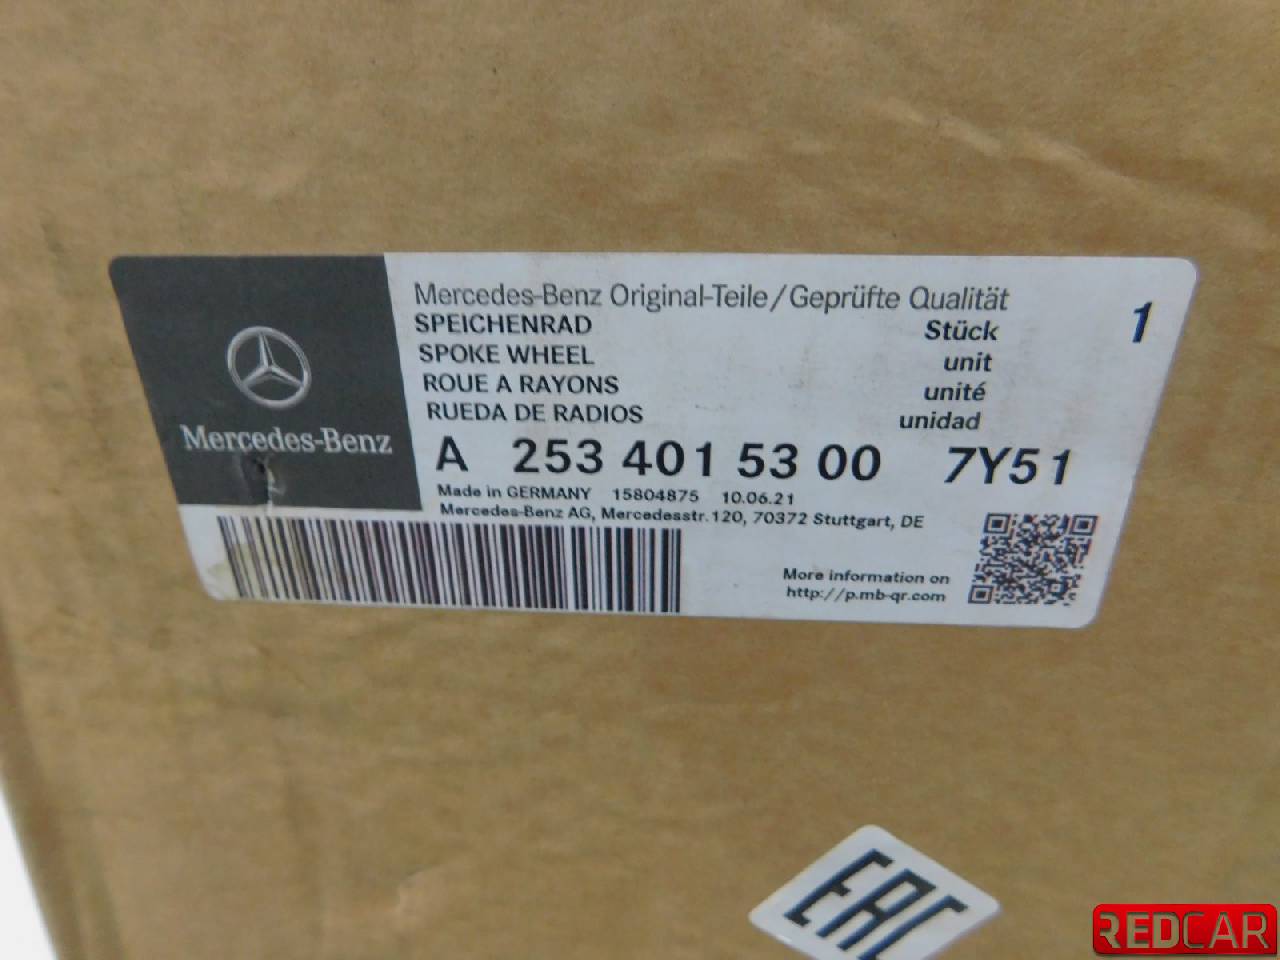 Mercedes-Benz Original-Teile/Geprüfte Qualität
SPEICHENRAD Stück 1
SPOKE WHEEL unit
ROUE A RAYONS unité
RUEDA DE RADIOS unidad
Mercedes-Benz
A 253 401 53 00 7Y51
Made in GERMANY 15804875 10.06.21
Mercedes-Benz AG, Mercedesstr.120, 70372 Stuttgart, DE
More information on
http://p.mb-qr.com
EAC
REDCAR